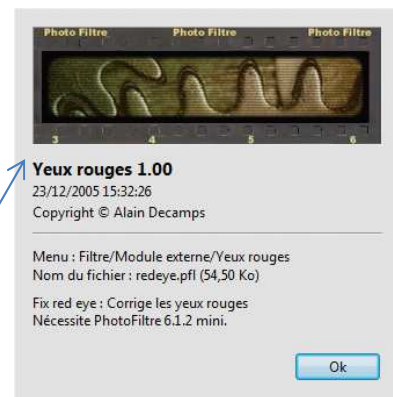 Photo Filtre Photo Filtre Photo Filtre
3 4 5 6
Yeux rouges 1.00
23/12/2005 15:32:26
Copyright © Alain Decamps
Menu : Filtre/Module externe/Yeux rouges
Nom du fichier : redeye.pfl (54,50 Ko)
Fix red eye : Corrige les yeux rouges
Nécessite PhotoFiltre 6.1.2 mini.
Ok